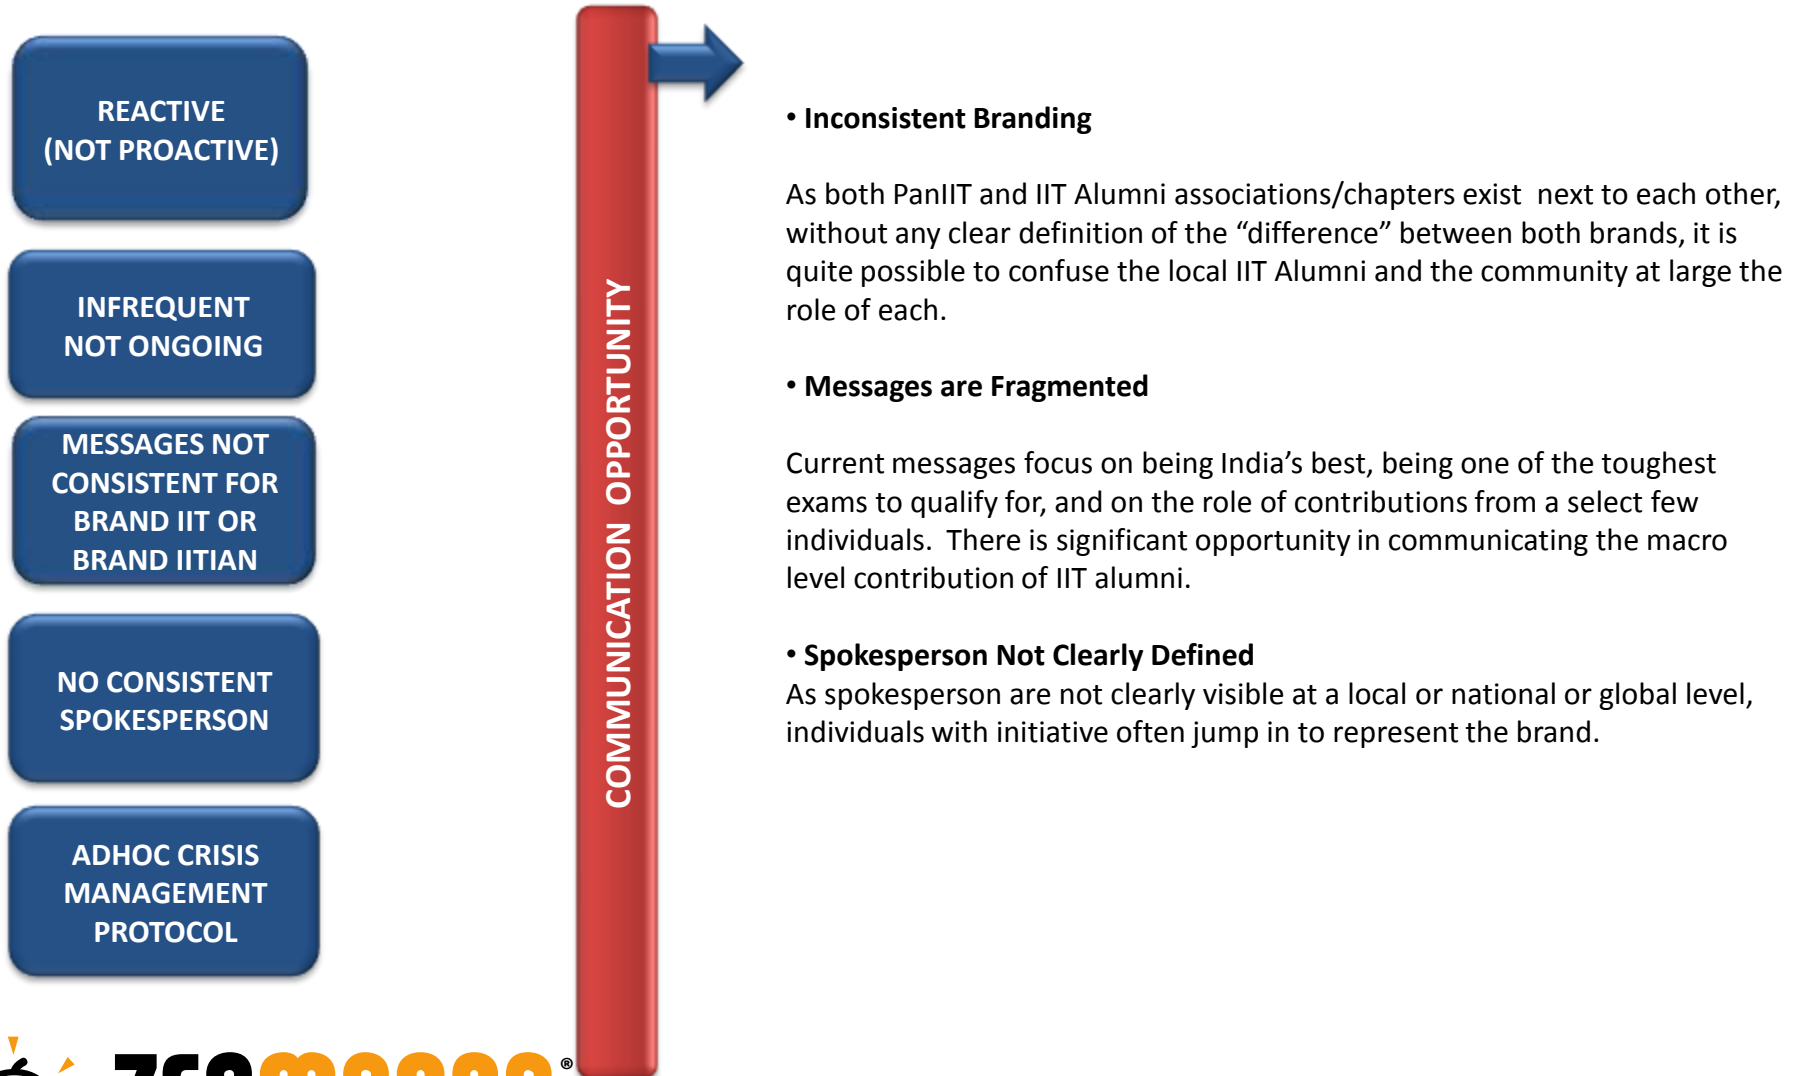 REACTIVE
(NOT PROACTIVE)
INFREQUENT
NOT ONGOING
MESSAGES NOT
CONSISTENT FOR
BRAND IIT OR
BRAND IITIAN
NO CONSISTENT
SPOKESPERSON
ADHOC CRISIS
MANAGEMENT
PROTOCOL
COMMUNICATION OPPORTUNITY
• Inconsistent Branding
As both PanIIT and IIT Alumni associations/chapters exist next to each other,
without any clear definition of the “difference” between both brands, it is
quite possible to confuse the local IIT Alumni and the community at large the
role of each.
• Messages are Fragmented
Current messages focus on being India’s best, being one of the toughest
exams to qualify for, and on the role of contributions from a select few
individuals. There is significant opportunity in communicating the macro
level contribution of IIT alumni.
• Spokesperson Not Clearly Defined
As spokesperson are not clearly visible at a local or national or global level,
individuals with initiative often jump in to represent the brand.
®